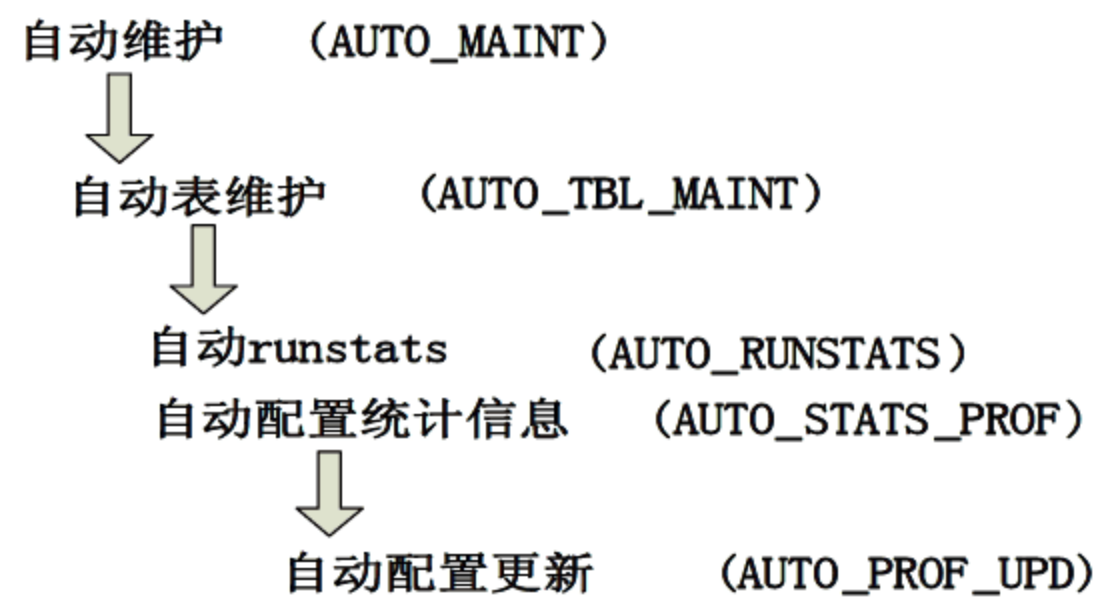 自动维护 (AUTO_MAINT)
自动表维护 (AUTO_TBL_MAINT)
自动runstats (AUTO_RUNSTATS)
自动配置统计信息 (AUTO_STATS_PROF)
自动配置更新 (AUTO_PROF_UPD)